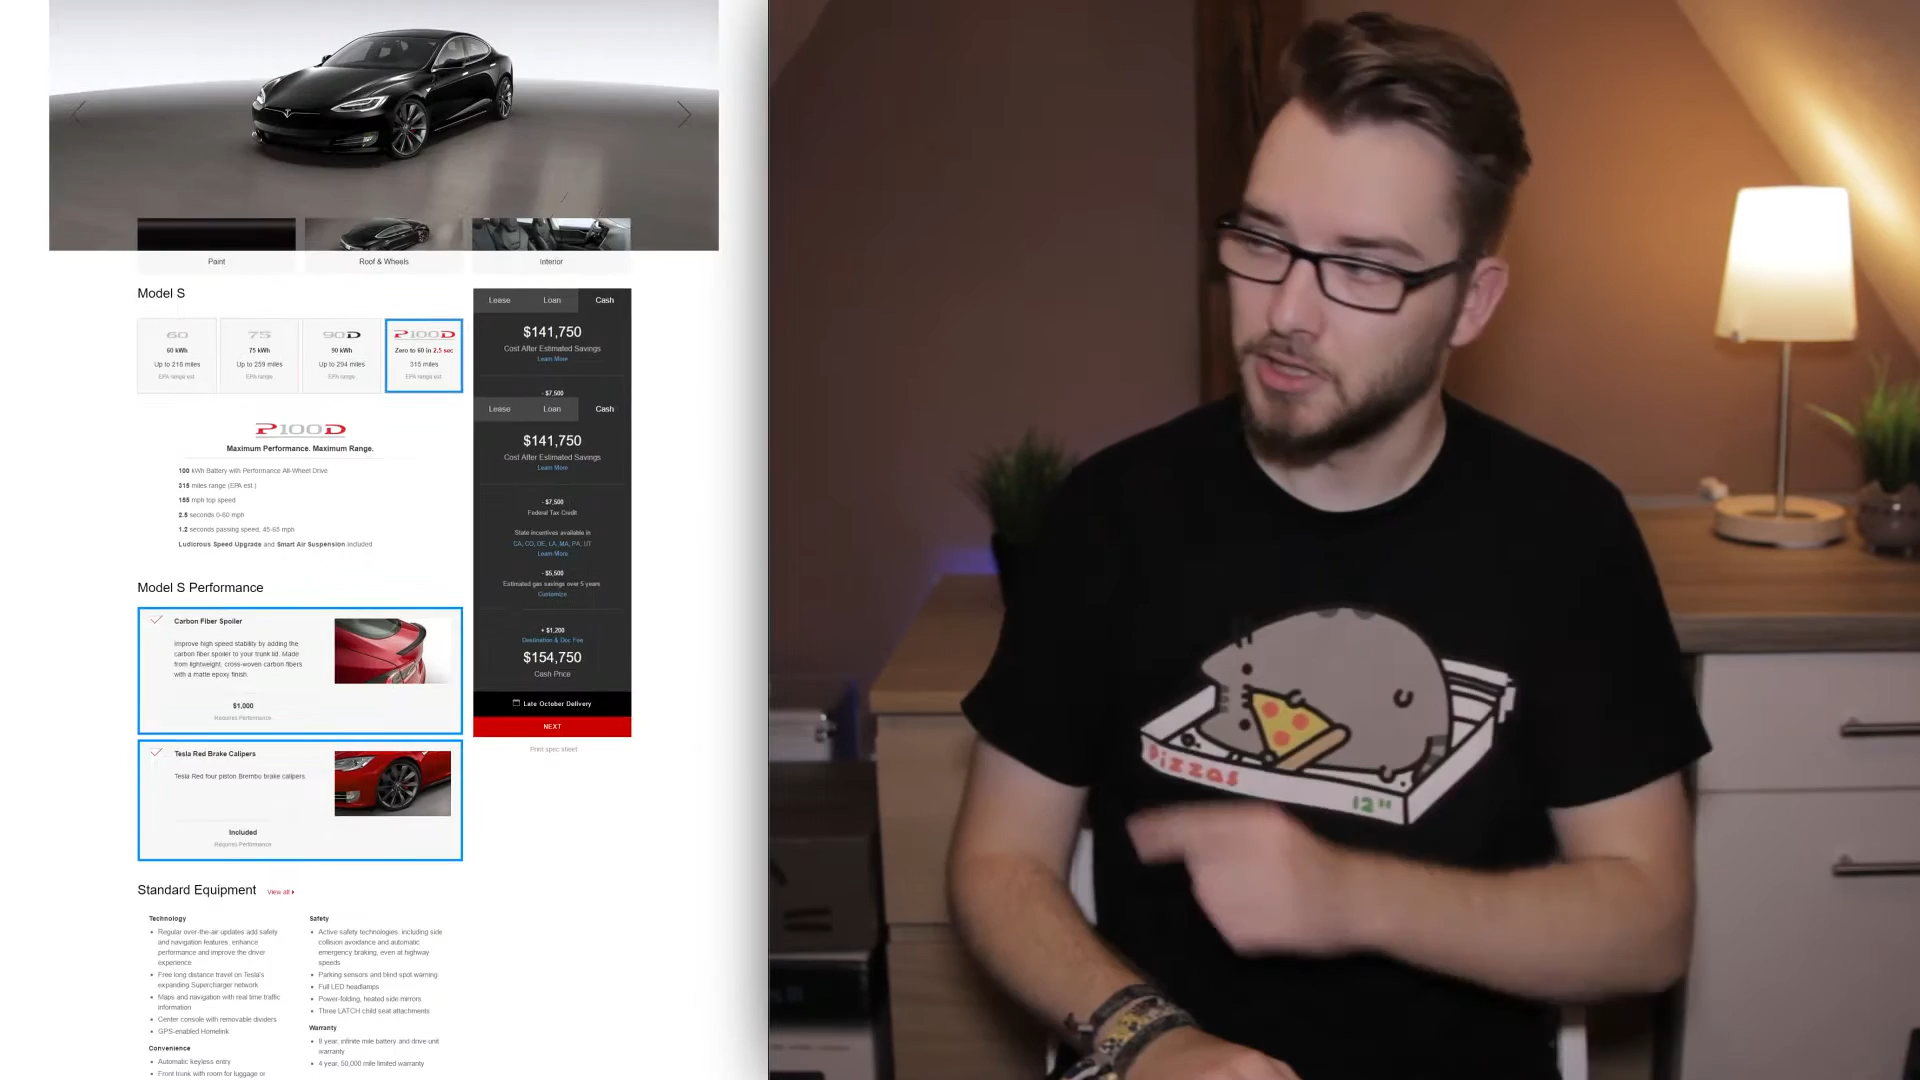 Paint
Roof & Wheels
Interior
Model S
60
60 kWh
Up to 218 miles
EPA range est
75
75 kWh
Up to 259 miles
EPA range
90D
90 kWh
Up to 294 miles
EPA range
P100D
Zero to 60 in 2.5 sec
315 miles
EPA range est
P100D
Maximum Performance. Maximum Range.
100 kWh Battery with Performance All-Wheel Drive
315 miles range (EPA est.)
155 mph top speed
2.5 seconds 0-60 mph
1.2 seconds passing speed, 45-65 mph
Ludicrous Speed Upgrade and Smart Air Suspension included
Model S Performance
Carbon Fiber Spoiler
Improve high speed stability by adding the
carbon fiber spoiler to your trunk lid. Made
from lightweight, cross-woven carbon fibers
with a matte epoxy finish.
$1,000
Requires Performance
Tesla Red Brake Calipers
Tesla Red four piston Brembo brake calipers.
Included
Requires Performance
Standard Equipment View all
Technology
Regular over-the-air updates add safety
and navigation features, enhance
performance and improve the driver
experience
Free long distance travel on Tesla's
expanding Supercharger network
Maps and navigation with real time traffic
information
Center console with removable dividers
GPS-enabled Homelink
Convenience
Automatic keyless entry
Front trunk with room for luggage or
Safety
Active safety technologies, including side
collision avoidance and automatic
emergency braking, even at highway
speeds
Parking sensors and blind spot warning
Full LED headlamps
Power-folding, heated side mirrors
Three LATCH child seat attachments
Warranty
8 year, infinite mile battery and drive unit
warranty
4 year, 50,000 mile limited warranty
Lease Loan Cash
$141,750
Cost After Estimated Savings
Learn More
- $7,500
Lease Loan Cash
$141,750
Cost After Estimated Savings
Learn More
- $7,500
Federal Tax Credit
State incentives available in
CA, CO, DE, LA, MA, PA, UT
Learn More
- $5,500
Estimated gas savings over 5 years
Customize
+ $1,200
Destination & Doc Fee
$154,750
Cash Price
Late October Delivery
NEXT
Print spec sheet
Pizzas
12"